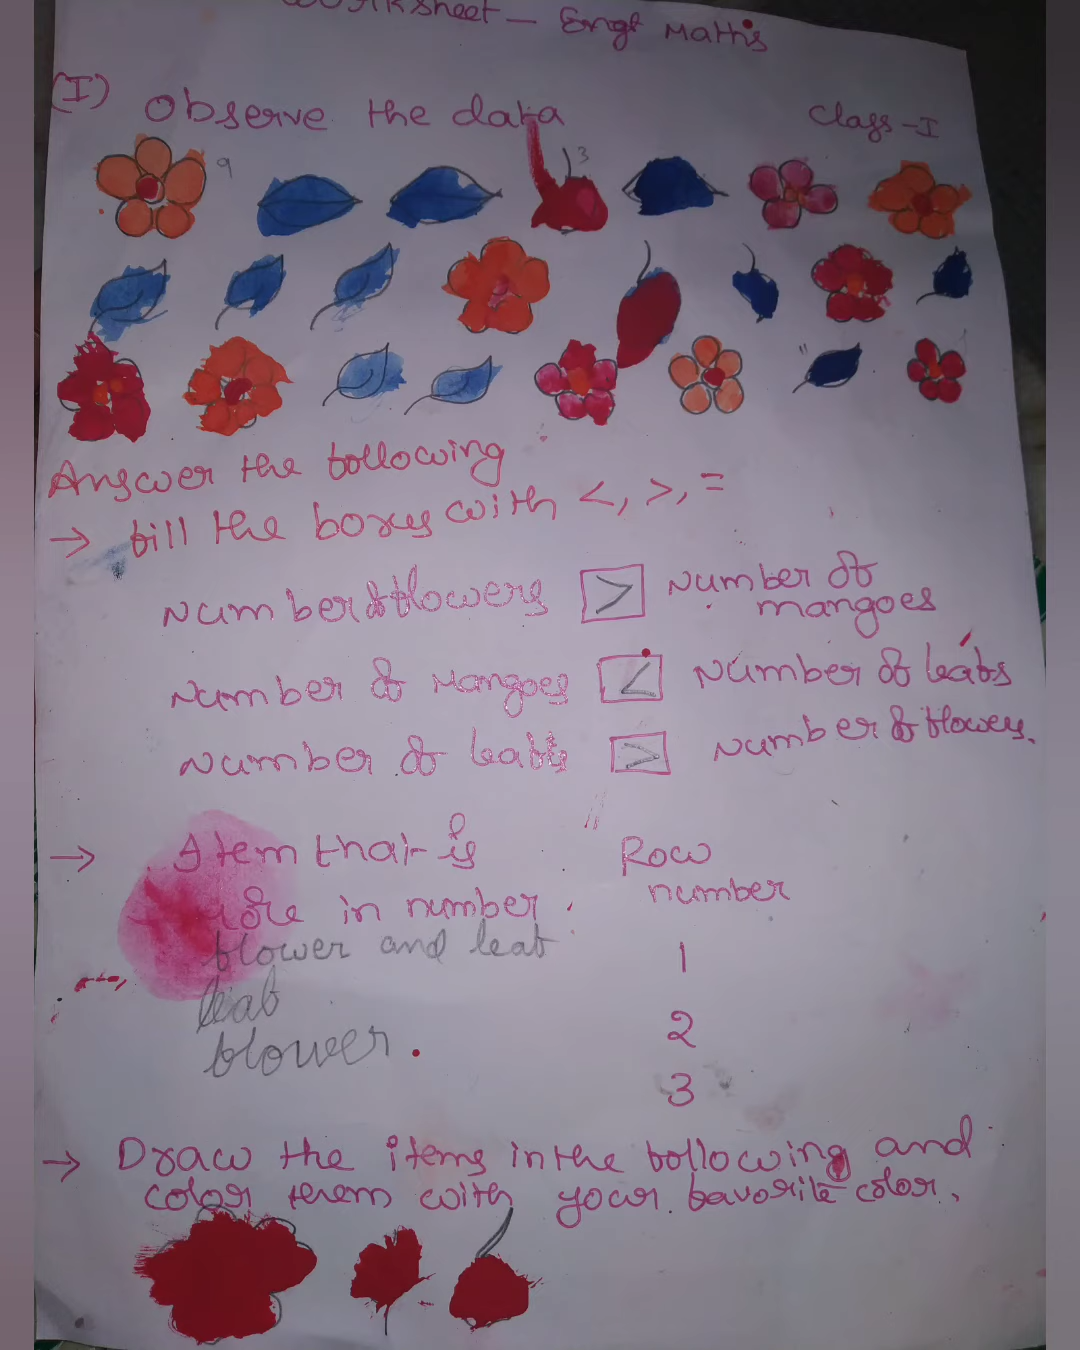 Worksheet - Engt Maths
(I) Observe the data
Class-I
9
3
11
Answer the following
→ fill the boxes with <, >, =
Number of flowers > Number of mangoes
Number of Mangoes < Number of leafs
Number of leafs > Number of flowers.
→ Item that is more in number.
Row number
flower and leaf
1
leaf
2
flower.
3
→ Draw the items in the following and
color them with your favorite color.